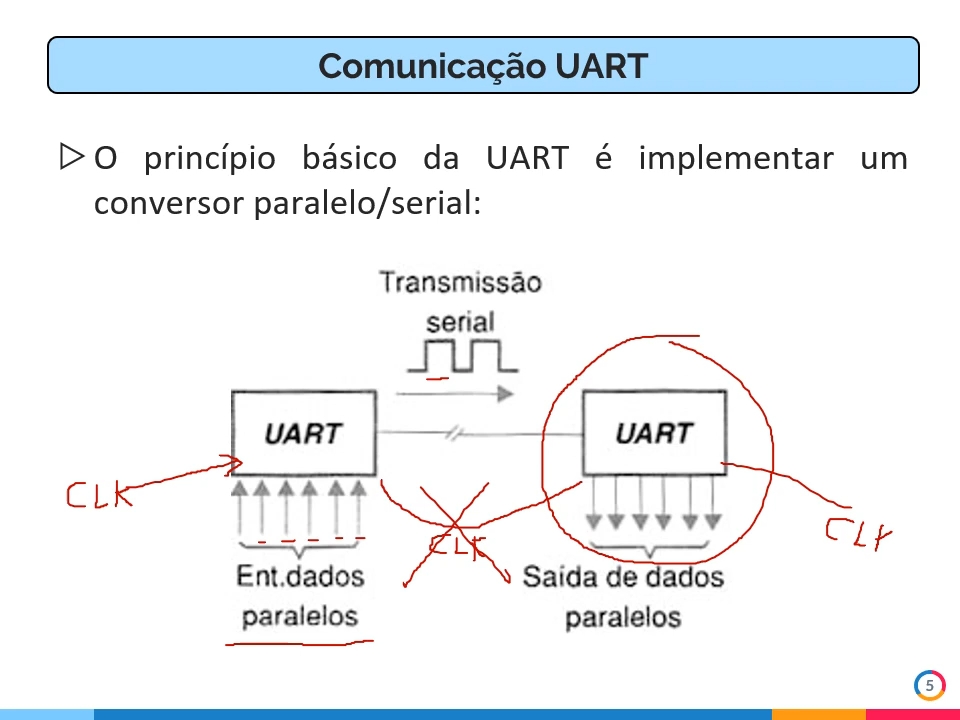 Comunicação UART
O princípio básico da UART é implementar um
conversor paralelo/serial:
Transmissão
serial
UART
UART
CLK
CLK
CLK
Ent.dados
paralelos
Saída de dados
paralelos
5